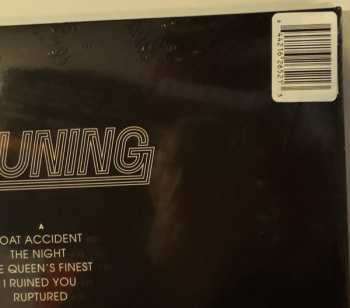 UNING
A
OAT ACCIDENT
THE NIGHT
E QUEEN'S FINEST
I RUINED YOU
RUPTURED